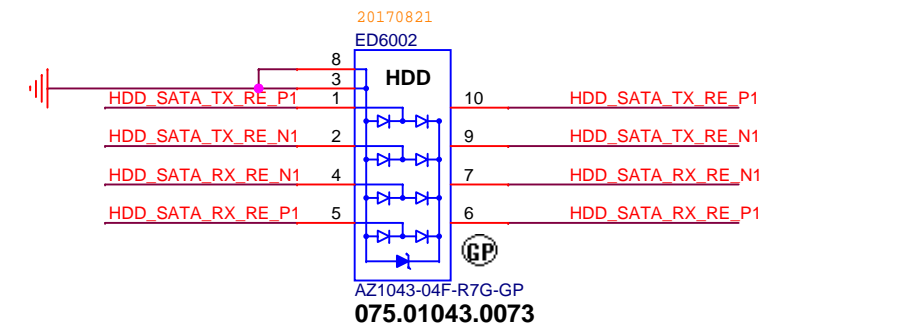 20170821
ED6002
8
HDD
3
HDD_SATA_TX_RE_P1 1 10 HDD_SATA_TX_RE_P1
HDD_SATA_TX_RE_N1 2 9 HDD_SATA_TX_RE_N1
HDD_SATA_RX_RE_N1 4 7 HDD_SATA_RX_RE_N1
HDD_SATA_RX_RE_P1 5 6 HDD_SATA_RX_RE_P1
GP
AZ1043-04F-R7G-GP
075.01043.0073